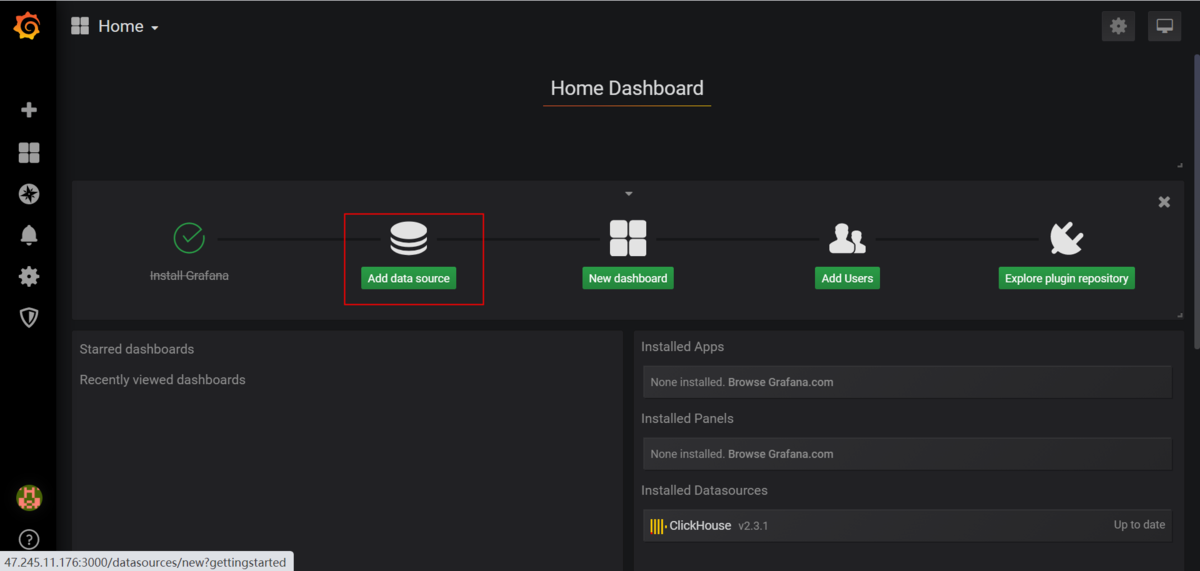 Home
Home Dashboard
Install Grafana
Add data source
New dashboard
Add Users
Explore plugin repository
Starred dashboards
Recently viewed dashboards
Installed Apps
None installed. Browse Grafana.com
Installed Panels
None installed. Browse Grafana.com
Installed Datasources
ClickHouse v2.3.1 Up to date
47.245.11.176:3000/datasources/new?gettingstarted